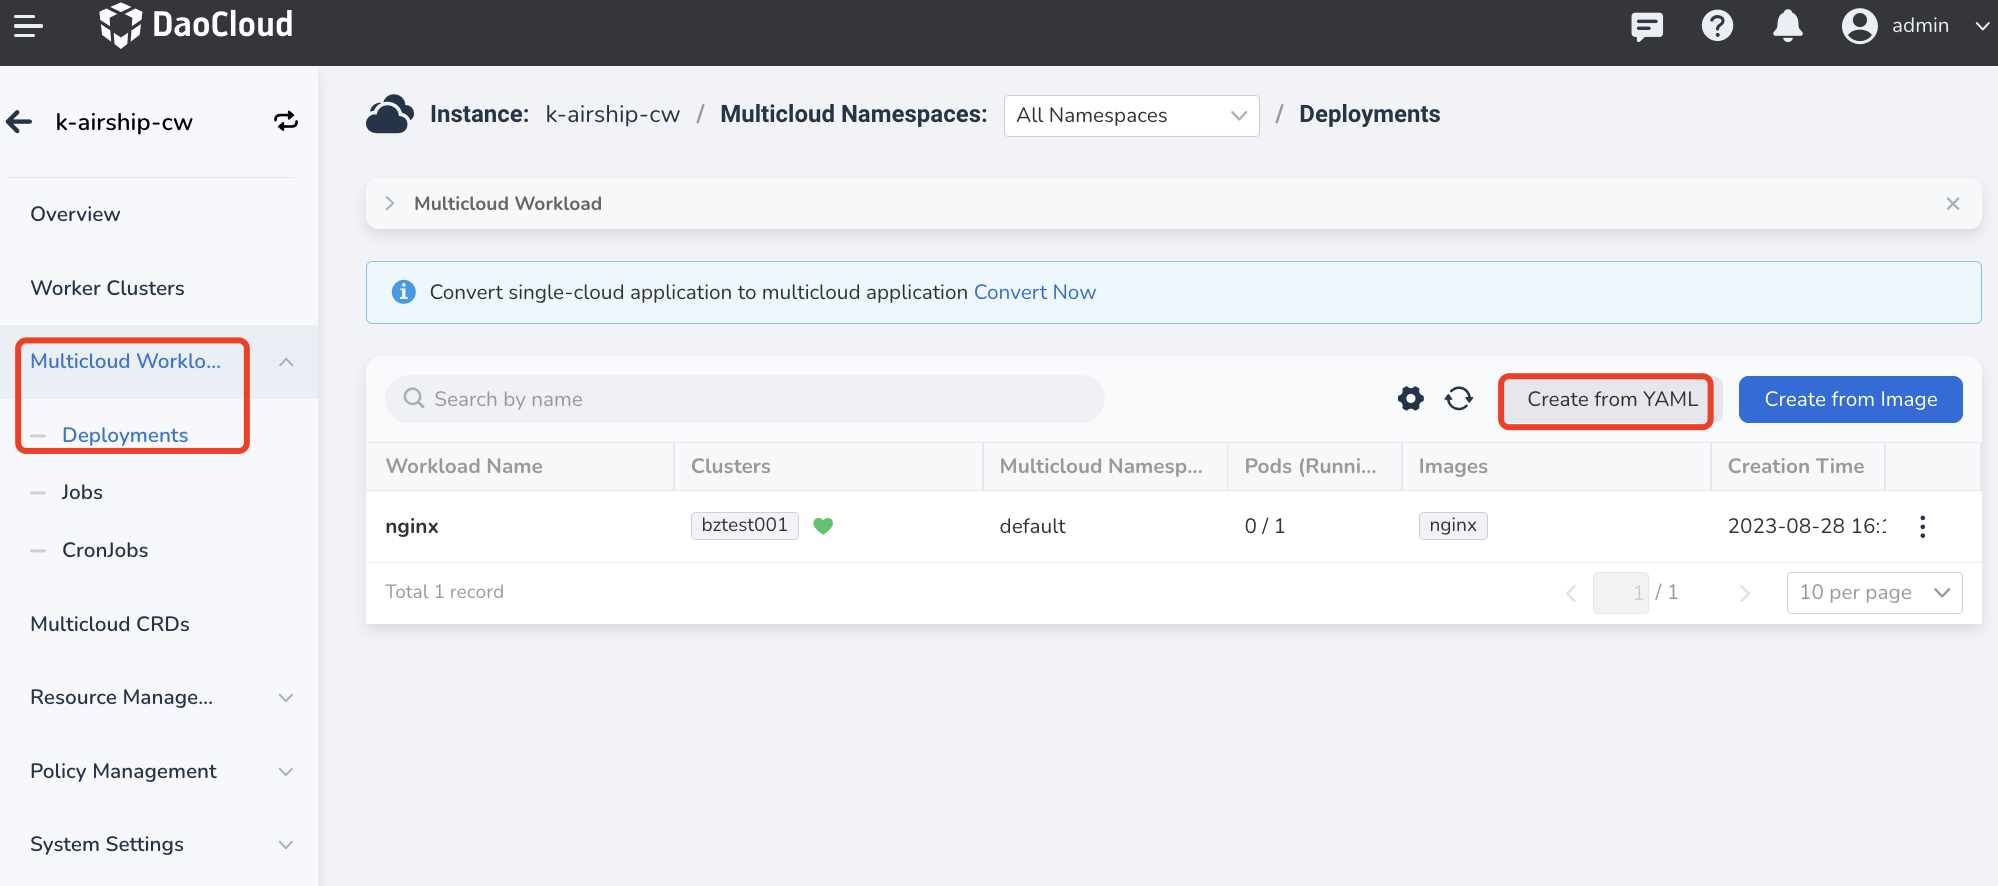 DaoCloud
admin
k-airship-cw
Instance: k-airship-cw / Multicloud Namespaces: All Namespaces / Deployments
Overview
Worker Clusters
Multicloud Worklo...
Deployments
Jobs
CronJobs
Multicloud CRDs
Resource Manage...
Policy Management
System Settings
Multicloud Workload
Convert single-cloud application to multicloud application Convert Now
Search by name
Create from YAML
Create from Image
Workload Name Clusters Multicloud Namesp... Pods (Runni... Images Creation Time
nginx bztest001 default 0 / 1 nginx 2023-08-28 16:1
Total 1 record
1 / 1
10 per page